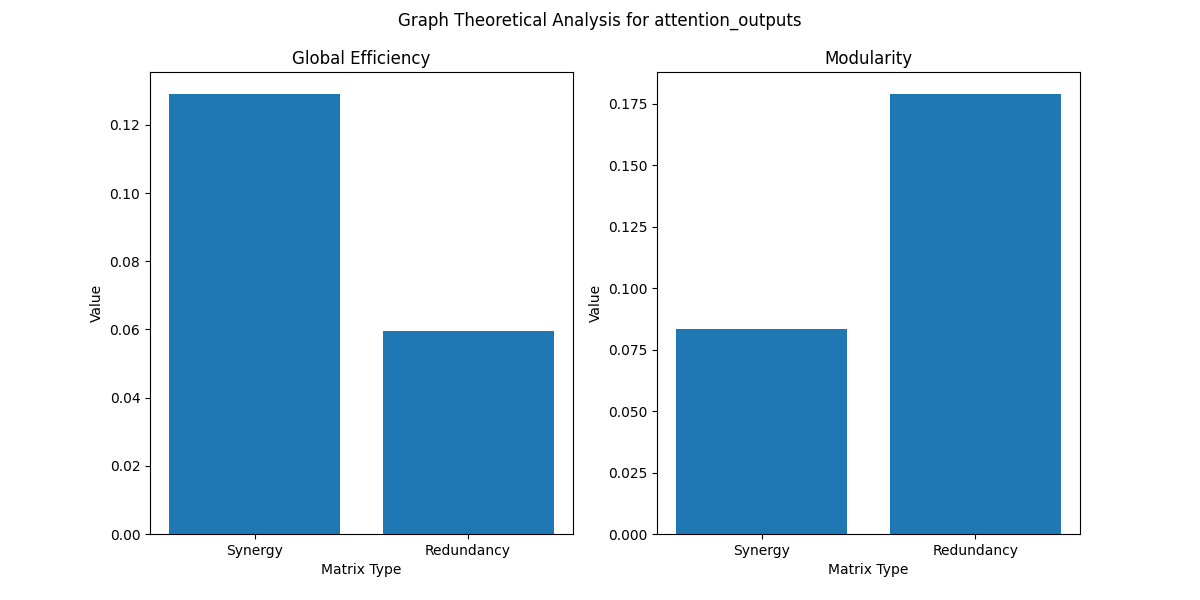 Graph Theoretical Analysis for attention_outputs
Global Efficiency
Value
0.12
0.10
0.08
0.06
0.04
0.02
0.00
Synergy
Redundancy
Matrix Type
Modularity
Value
0.175
0.150
0.125
0.100
0.075
0.050
0.025
0.000
Synergy
Redundancy
Matrix Type